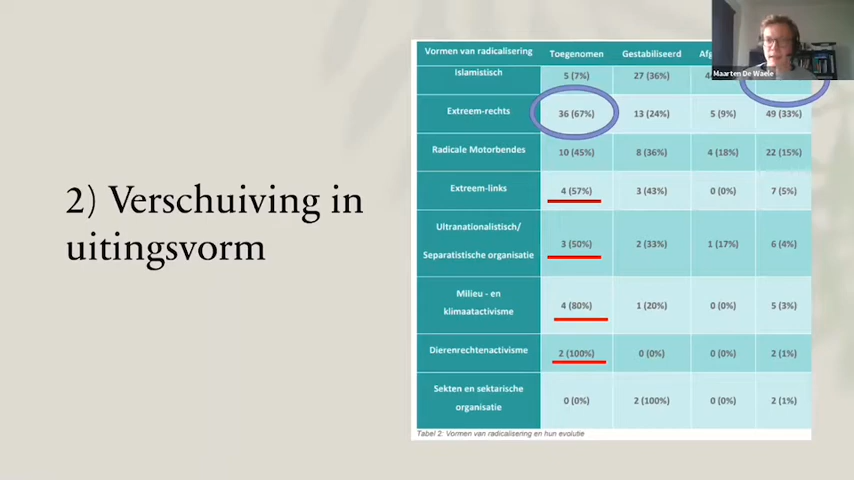 2) Verschuiving in
uitingsvorm
Maarten De Waele
Vormen van radicalisering Toegenomen Gestabiliseerd
Islamistisch 5 (7%) 27 (36%)
Extreem-rechts 36 (67%) 13 (24%) 5 (9%) 49 (33%)
Radicale Motorbendes 10 (45%) 8 (36%) 4 (18%) 22 (15%)
Extreem-links 4 (57%) 3 (43%) 0 (0%) 7 (5%)
Ultranationalistisch/
Separatistische organisatie 3 (50%) 2 (33%) 1 (17%) 6 (4%)
Milieu - en
klimaatactivisme 4 (80%) 1 (20%) 0 (0%) 5 (3%)
Dierenrechtenactivisme 2 (100%) 0 (0%) 0 (0%) 2 (1%)
Sekten en sektarische
organisatie 0 (0%) 2 (100%) 0 (0%) 2 (1%)
Tabel 2: Vormen van radicalisering en hun evolutie